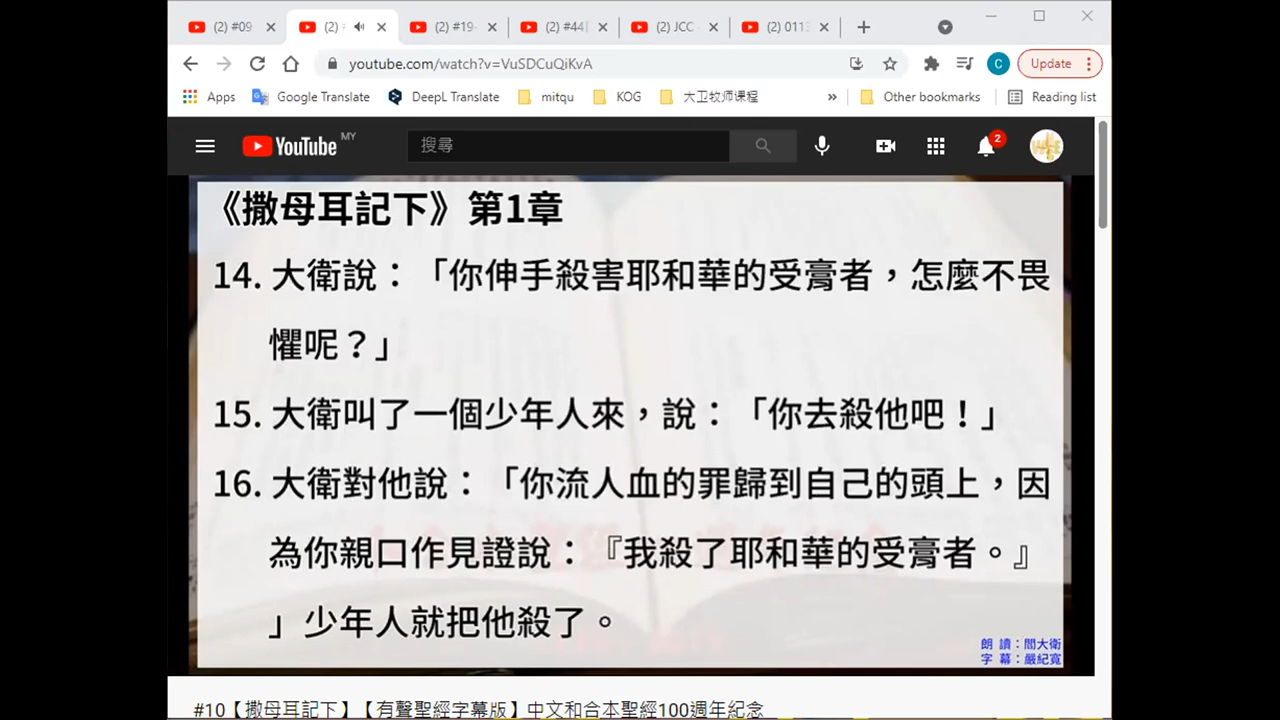 (2) #09
(2)
(2) #19-
(2) #44
(2) JCC
(2) 011
youtube.com/watch?v=VuSDCuQiKvA
C
Update
Apps
Google Translate
DeepL Translate
mitqu
KOG
大卫牧师课程
»
Other bookmarks
Reading list
YouTube MY
搜尋
2
《撒母耳記下》第1章
14. 大衛說：「你伸手殺害耶和華的受膏者，怎麼不畏
懼呢？」
15. 大衛叫了一個少年人來，說：「你去殺他吧！」
16. 大衛對他說：「你流人血的罪歸到自己的頭上，因
為你親口作見證說：『我殺了耶和華的受膏者。』
」少年人就把他殺了。
朗 讀：閻大衛
字 幕：嚴紀寬
#10【撒母耳記下】【有聲聖經字幕版】中文和合本聖經100週年紀念